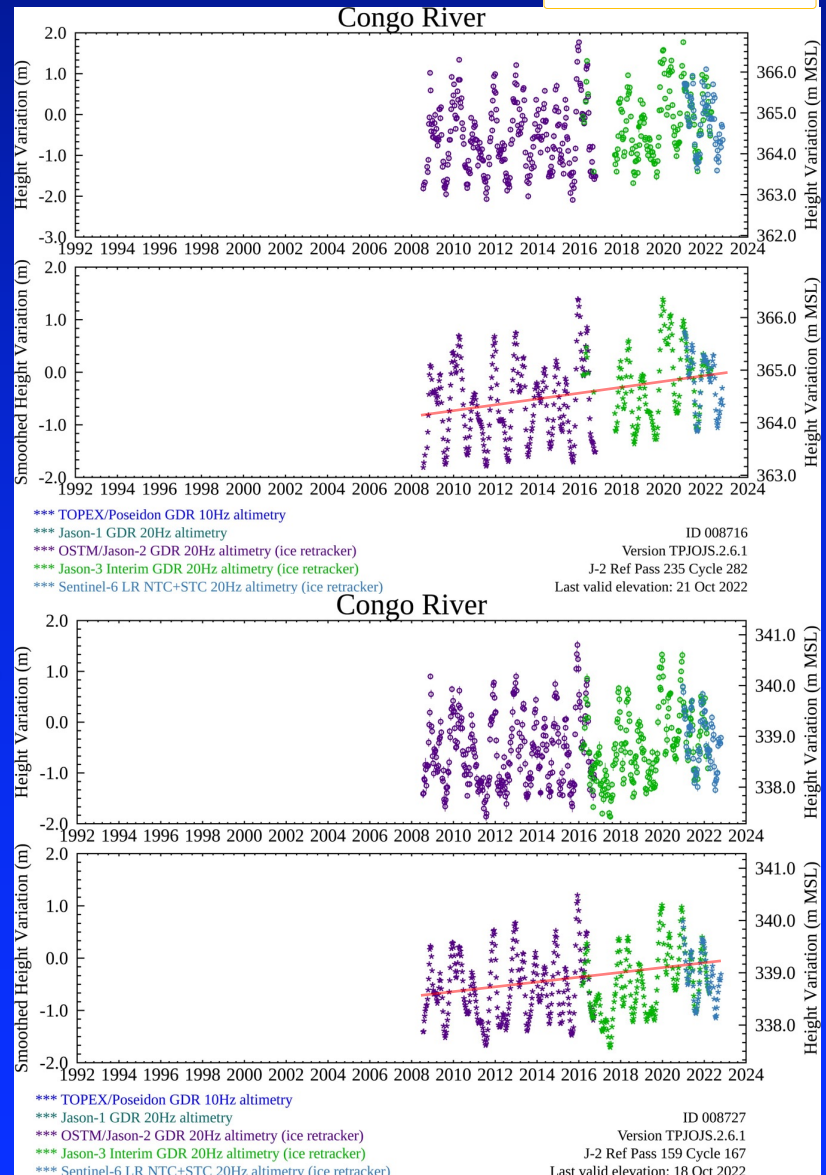 Congo River
2.0
1.0
0.0
-1.0
-2.0
-3.0
Height Variation (m)
366.0
365.0
364.0
363.0
362.0
Height Variation (m MSL)
1992 1994 1996 1998 2000 2002 2004 2006 2008 2010 2012 2014 2016 2018 2020 2022 2024
2.0
1.0
0.0
-1.0
-2.0
Smoothed Height Variation (m)
366.0
365.0
364.0
363.0
Height Variation (m MSL)
1992 1994 1996 1998 2000 2002 2004 2006 2008 2010 2012 2014 2016 2018 2020 2022 2024
*** TOPEX/Poseidon GDR 10Hz altimetry
*** Jason-1 GDR 20Hz altimetry
*** OSTM/Jason-2 GDR 20Hz altimetry (ice retracker)
*** Jason-3 Interim GDR 20Hz altimetry (ice retracker)
*** Sentinel-6 LR NTC+STC 20Hz altimetry (ice retracker)
ID 008716
Version TPJOJS.2.6.1
J-2 Ref Pass 235 Cycle 282
Last valid elevation: 21 Oct 2022
Congo River
2.0
1.0
0.0
-1.0
-2.0
Height Variation (m)
341.0
340.0
339.0
338.0
Height Variation (m MSL)
1992 1994 1996 1998 2000 2002 2004 2006 2008 2010 2012 2014 2016 2018 2020 2022 2024
2.0
1.0
0.0
-1.0
-2.0
Smoothed Height Variation (m)
341.0
340.0
339.0
338.0
Height Variation (m MSL)
1992 1994 1996 1998 2000 2002 2004 2006 2008 2010 2012 2014 2016 2018 2020 2022 2024
*** TOPEX/Poseidon GDR 10Hz altimetry
*** Jason-1 GDR 20Hz altimetry
*** OSTM/Jason-2 GDR 20Hz altimetry (ice retracker)
*** Jason-3 Interim GDR 20Hz altimetry (ice retracker)
*** Sentinel-6 LR NTC+STC 20Hz altimetry (ice retracker)
ID 008727
Version TPJOJS.2.6.1
J-2 Ref Pass 159 Cycle 167
Last valid elevation: 18 Oct 2022